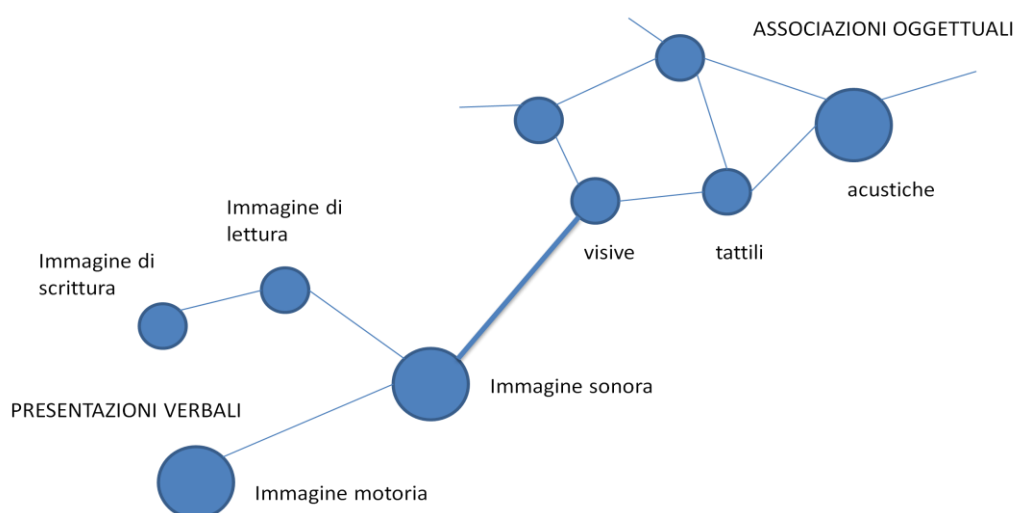 ASSOCIAZIONI OGGETTUALI
acustiche
Immagine di
lettura
visive
tattili
Immagine di
scrittura
Immagine sonora
PRESENTAZIONI VERBALI
Immagine motoria